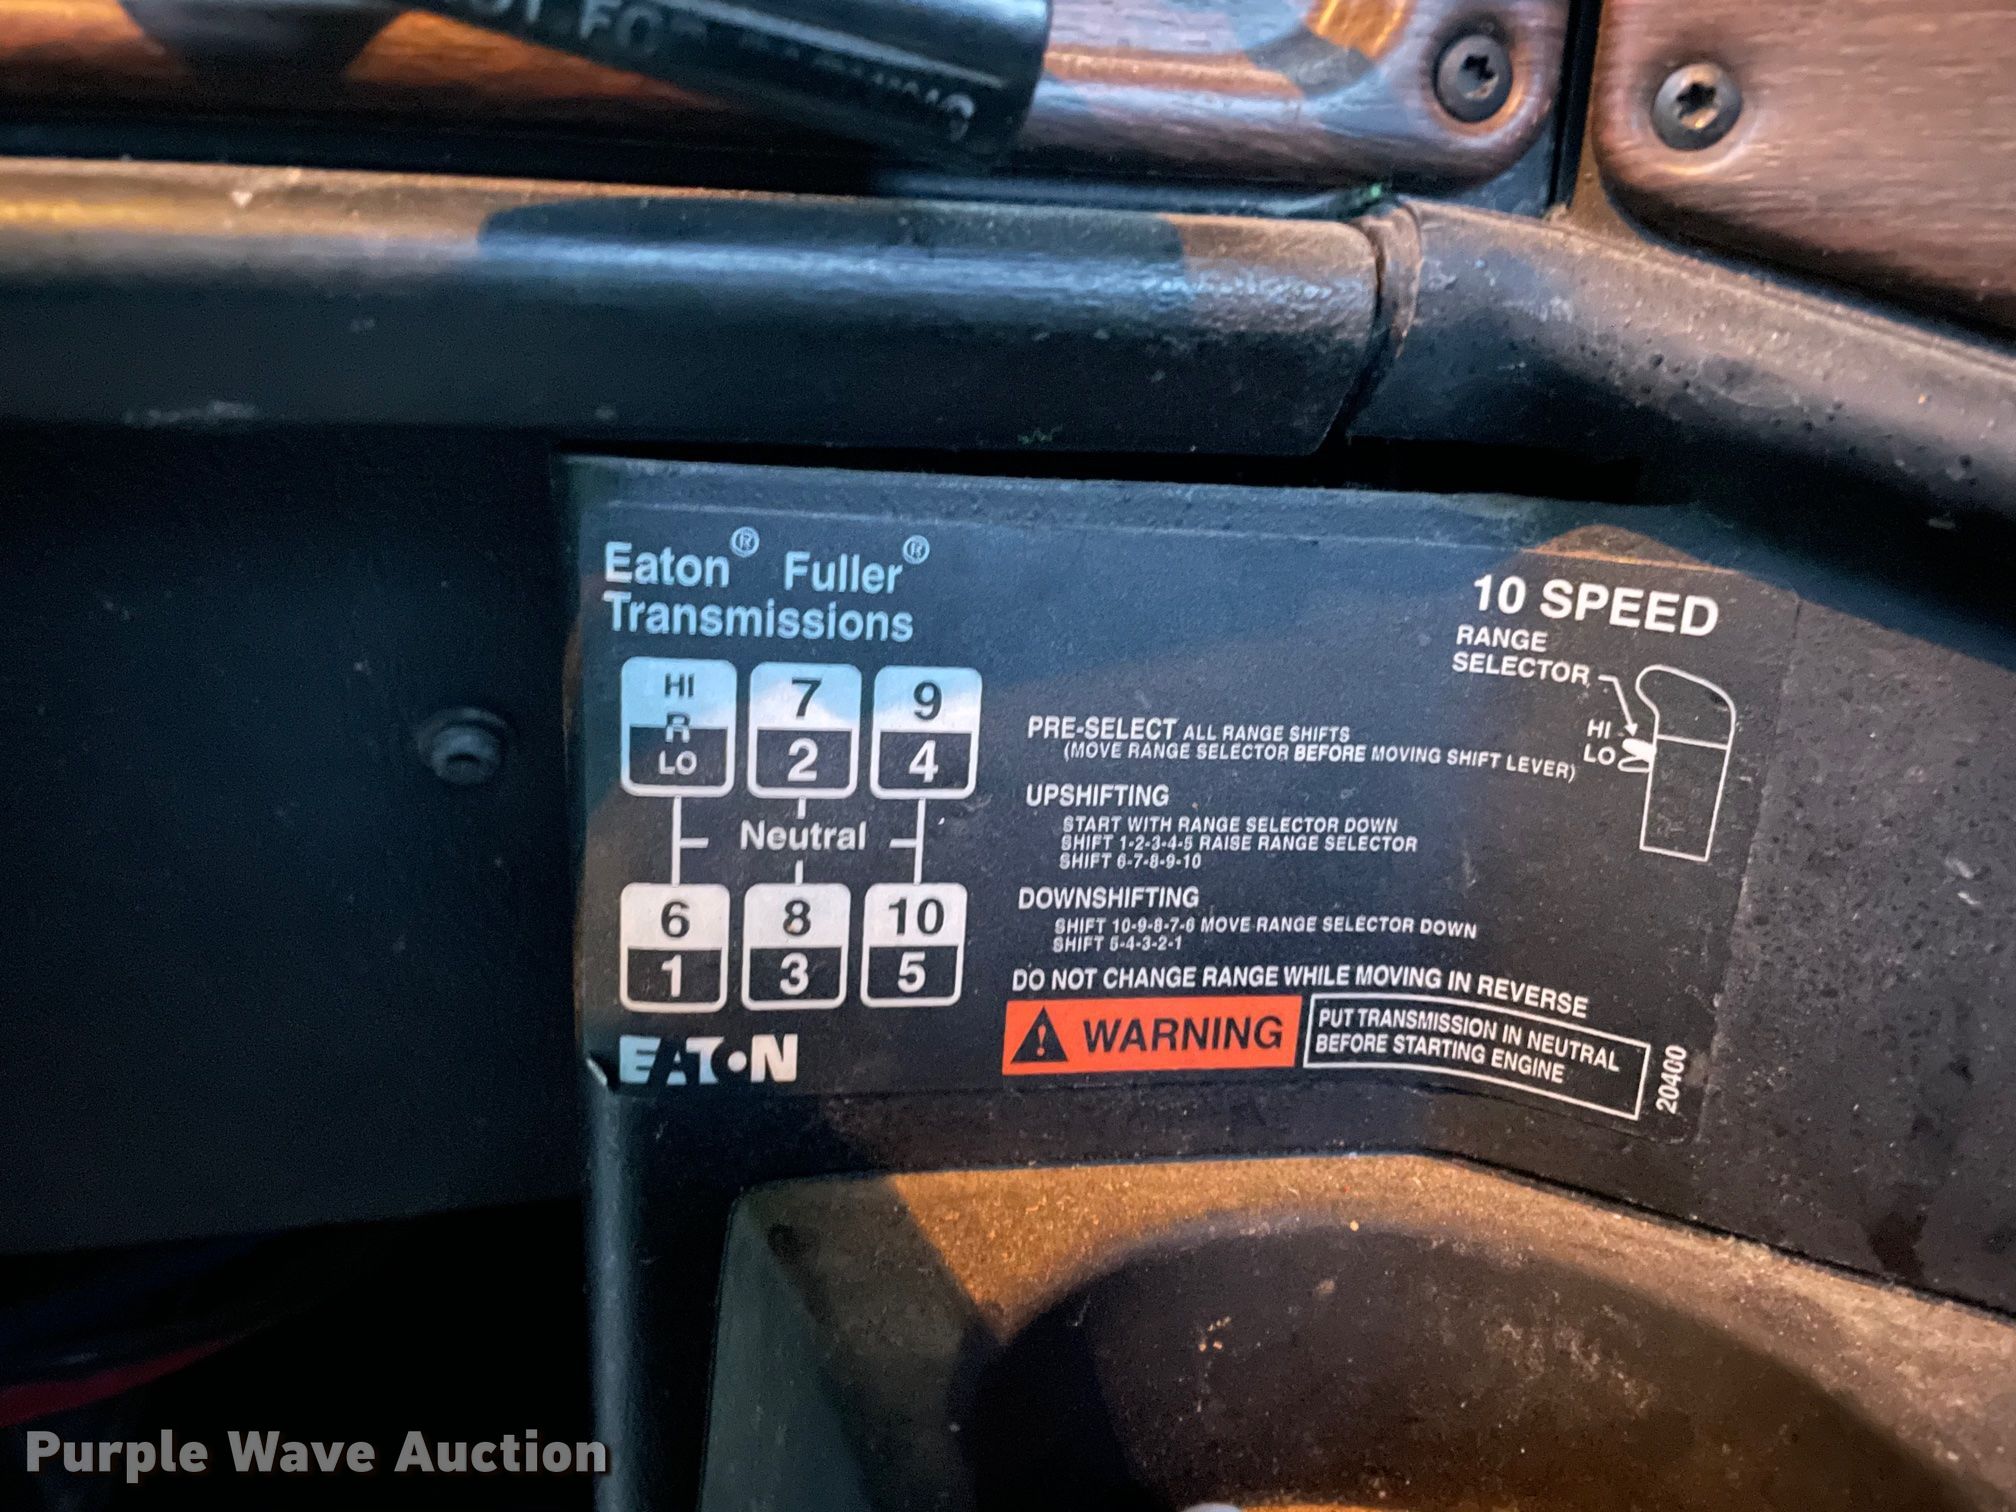 NOT FOR
Eaton® Fuller®
Transmissions
HI
R
LO
7
2
9
4
Neutral
6
1
8
3
10
5
EATON
10 SPEED
RANGE
SELECTOR
HI
LO
PRE-SELECT ALL RANGE SHIFTS
(MOVE RANGE SELECTOR BEFORE MOVING SHIFT LEVER)
UPSHIFTING
START WITH RANGE SELECTOR DOWN
SHIFT 1-2-3-4-5 RAISE RANGE SELECTOR
SHIFT 6-7-8-9-10
DOWNSHIFTING
SHIFT 10-9-8-7-6 MOVE RANGE SELECTOR DOWN
SHIFT 5-4-3-2-1
DO NOT CHANGE RANGE WHILE MOVING IN REVERSE
WARNING
PUT TRANSMISSION IN NEUTRAL
BEFORE STARTING ENGINE
20400
Purple Wave Auction